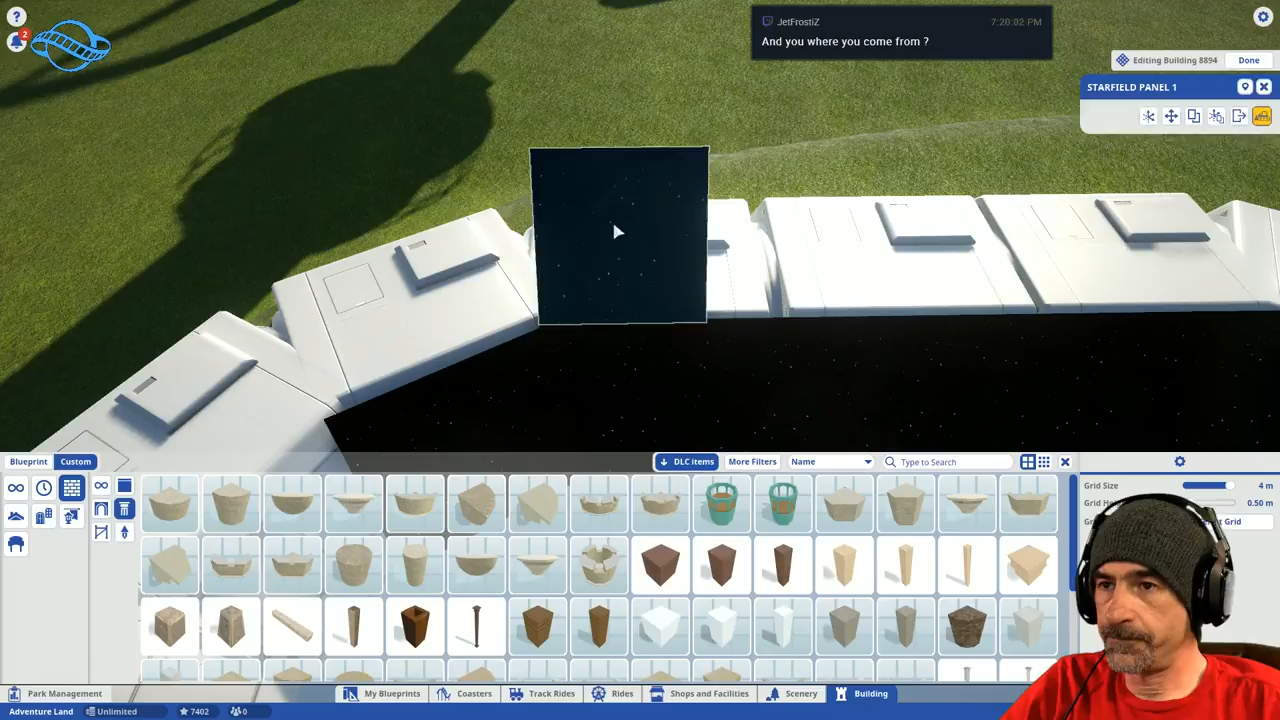 ?
2
JetFrostiZ 7:20:02 PM
And you where you come from ?
Editing Building 8894 Done
STARFIELD PANEL 1
Blueprint Custom DLC items More Filters Name Type to Search
Grid Size 4 m
0.50 m
Grid
Park Management My Blueprints Coasters Track Rides Rides Shops and Facilities Scenery Building
Adventure Land Unlimited 7402 0